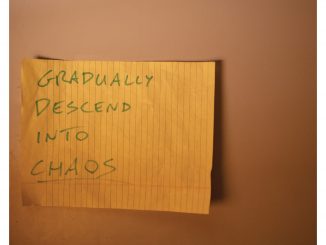 GRADUALLY
DESCEND
INTO
CHAOS